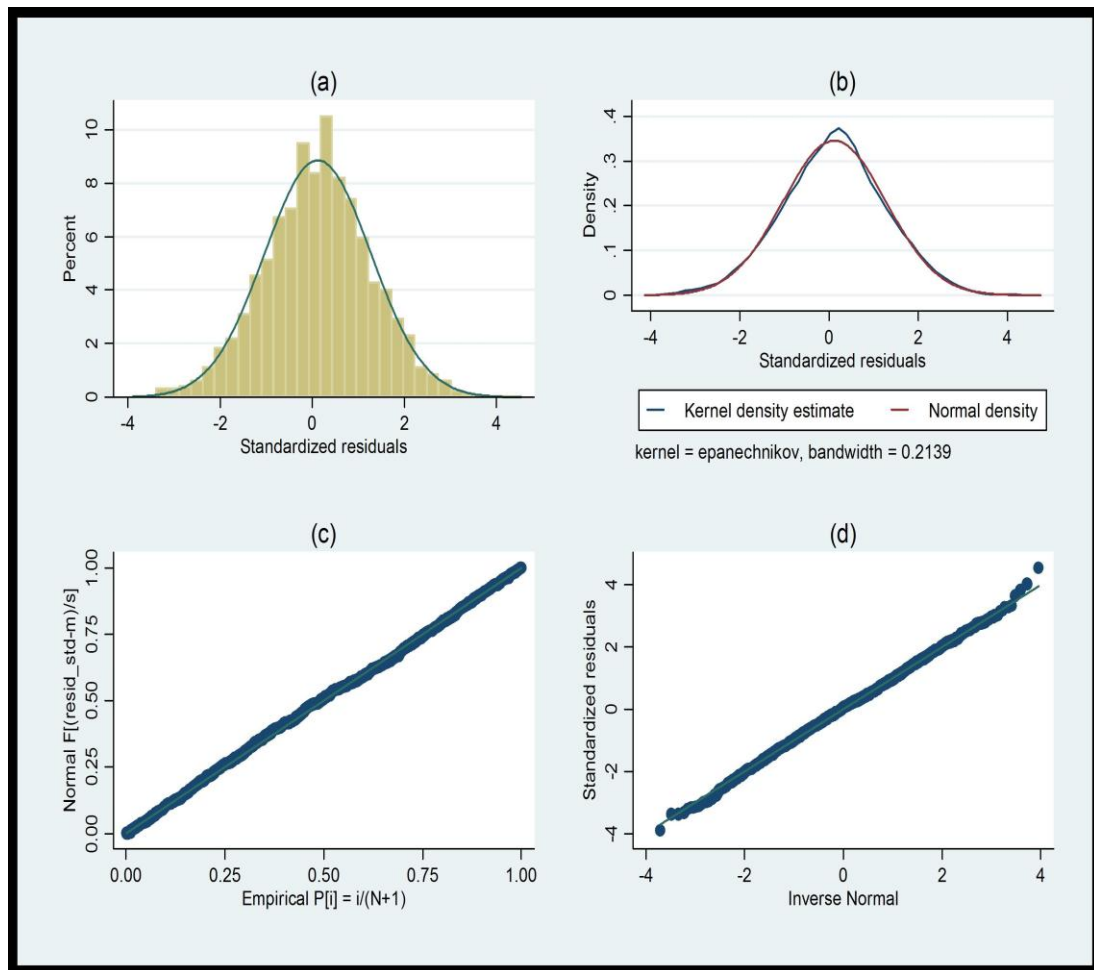 (a)
10
8
6
4
2
0
Percent
-4 -2 0 2 4
Standardized residuals
(b)
.4
.3
.2
.1
0
Density
-4 -2 0 2 4
Standardized residuals
Kernel density estimate Normal density
kernel = epanechnikov, bandwidth = 0.2139
(c)
1.00
0.75
0.50
0.25
0.00
Normal F[(resid_std-m)/s]
0.00 0.25 0.50 0.75 1.00
Empirical P[i] = i/(N+1)
(d)
4
2
0
-2
-4
Standardized residuals
-4 -2 0 2 4
Inverse Normal